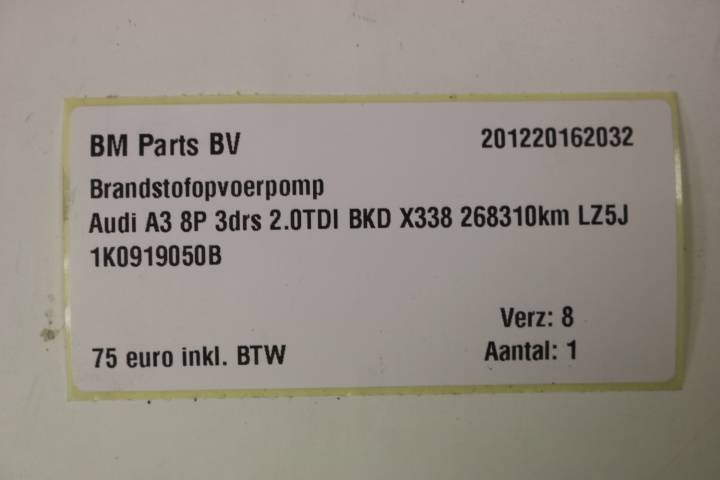 BM Parts BV 201220162032
Brandstofopvoerpomp
Audi A3 8P 3drs 2.0TDI BKD X338 268310km LZ5J
1K0919050B
Verz: 8
75 euro inkl. BTW Aantal: 1